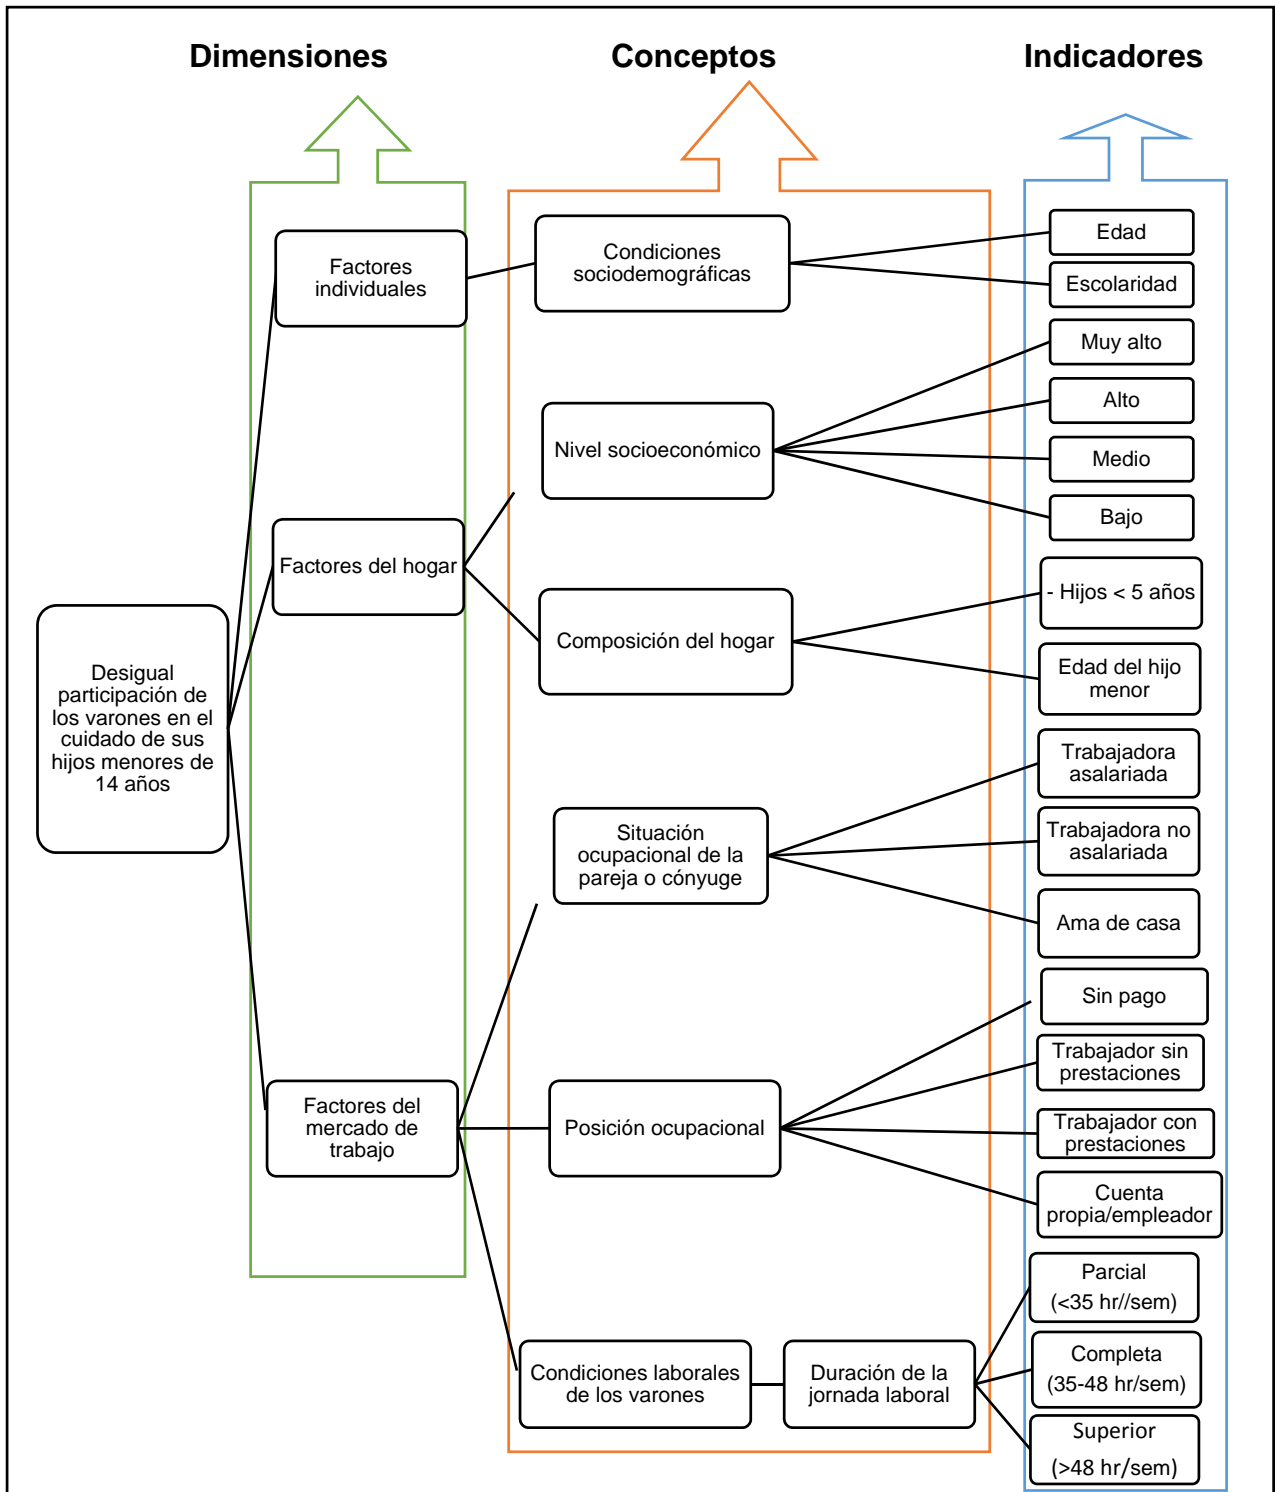 Dimensiones
Conceptos
Indicadores
Factores
individuales
Condiciones
sociodemográficas
Edad
Escolaridad
Nivel socioeconómico
Muy alto
Alto
Medio
Bajo
Factores del hogar
Composición del hogar
- Hijos < 5 años
Edad del hijo
menor
Desigual
participación de
los varones en el
cuidado de sus
hijos menores de
14 años
Situación
ocupacional de la
pareja o cónyuge
Trabajadora
asalariada
Trabajadora no
asalariada
Ama de casa
Factores del
mercado de
trabajo
Posición ocupacional
Sin pago
Trabajador sin
prestaciones
Trabajador con
prestaciones
Cuenta
propia/empleador
Condiciones laborales
de los varones
Duración de la
jornada laboral
Parcial
(<35 hr//sem)
Completa
(35-48 hr/sem)
Superior
(>48 hr/sem)